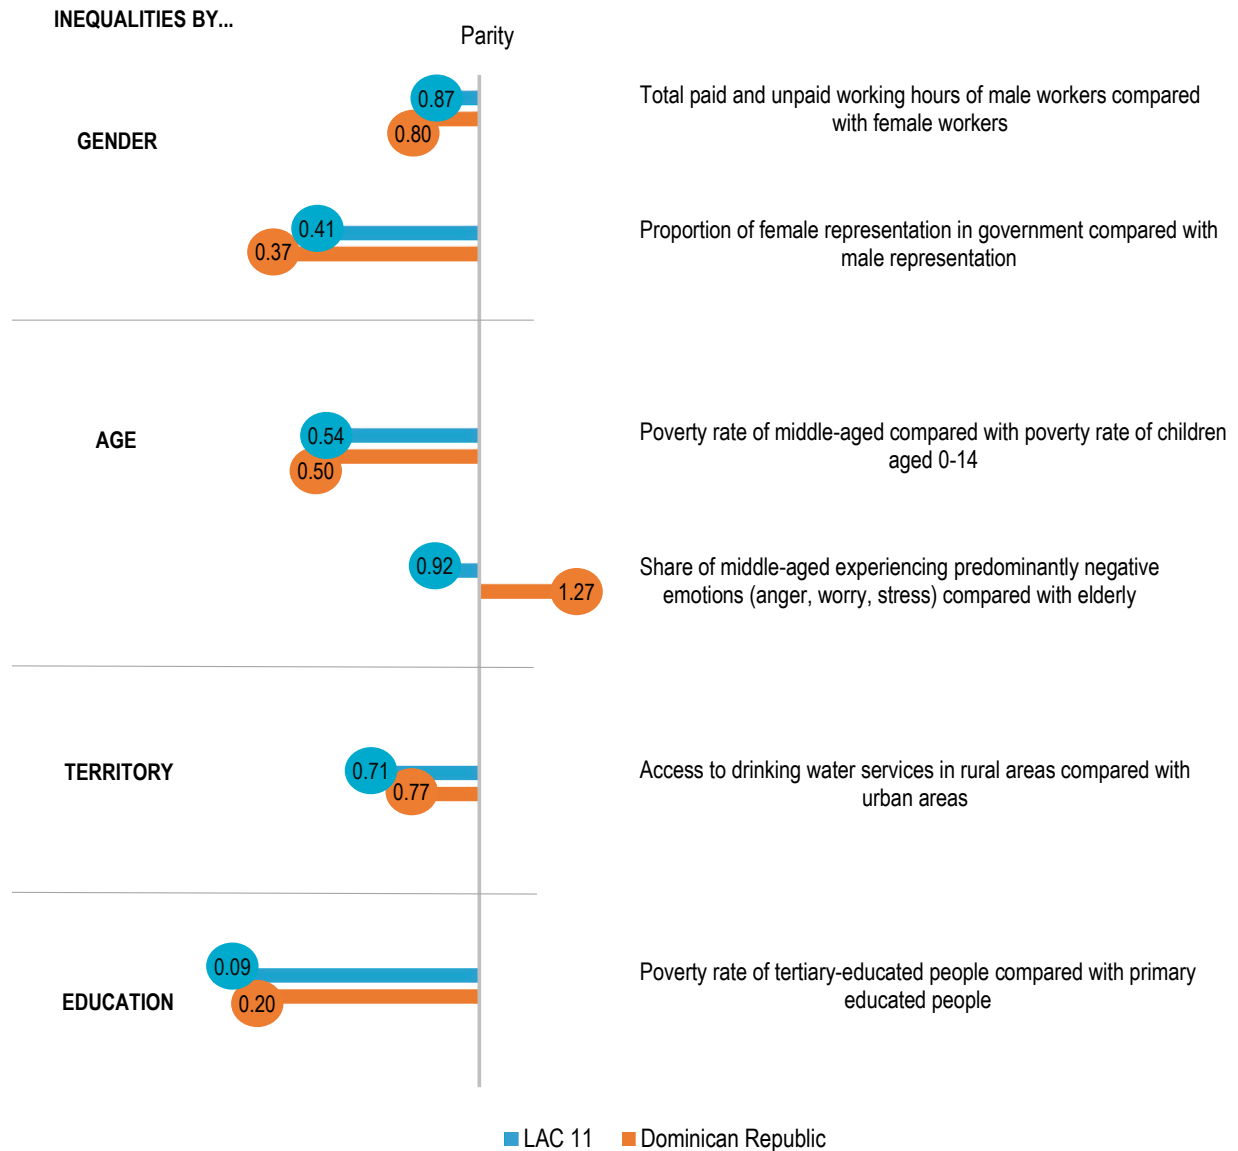 INEQUALITIES BY...
Parity
GENDER
0.87
0.80
Total paid and unpaid working hours of male workers compared
with female workers
0.41
0.37
Proportion of female representation in government compared with
male representation
AGE
0.54
0.50
Poverty rate of middle-aged compared with poverty rate of children
aged 0-14
0.92
1.27
Share of middle-aged experiencing predominantly negative
emotions (anger, worry, stress) compared with elderly
TERRITORY
0.71
0.77
Access to drinking water services in rural areas compared with
urban areas
EDUCATION
0.09
0.20
Poverty rate of tertiary-educated people compared with primary
educated people
LAC 11
Dominican Republic